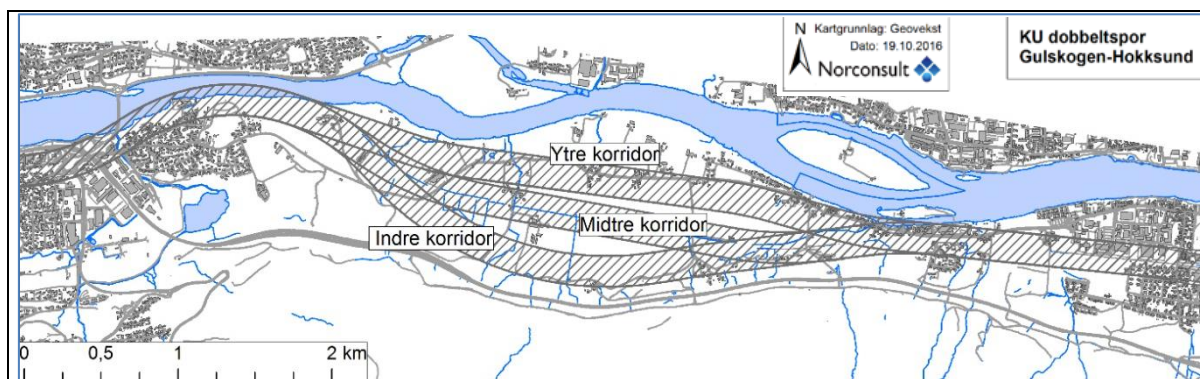 N
Kartgrunnlag: Geovekst
Dato: 19.10.2016
Norconsult
KU dobbeltspor
Gulskogen-Hokksund
Ytre korridor
Midtre korridor
Indre korridor
0 0,5 1 2 km